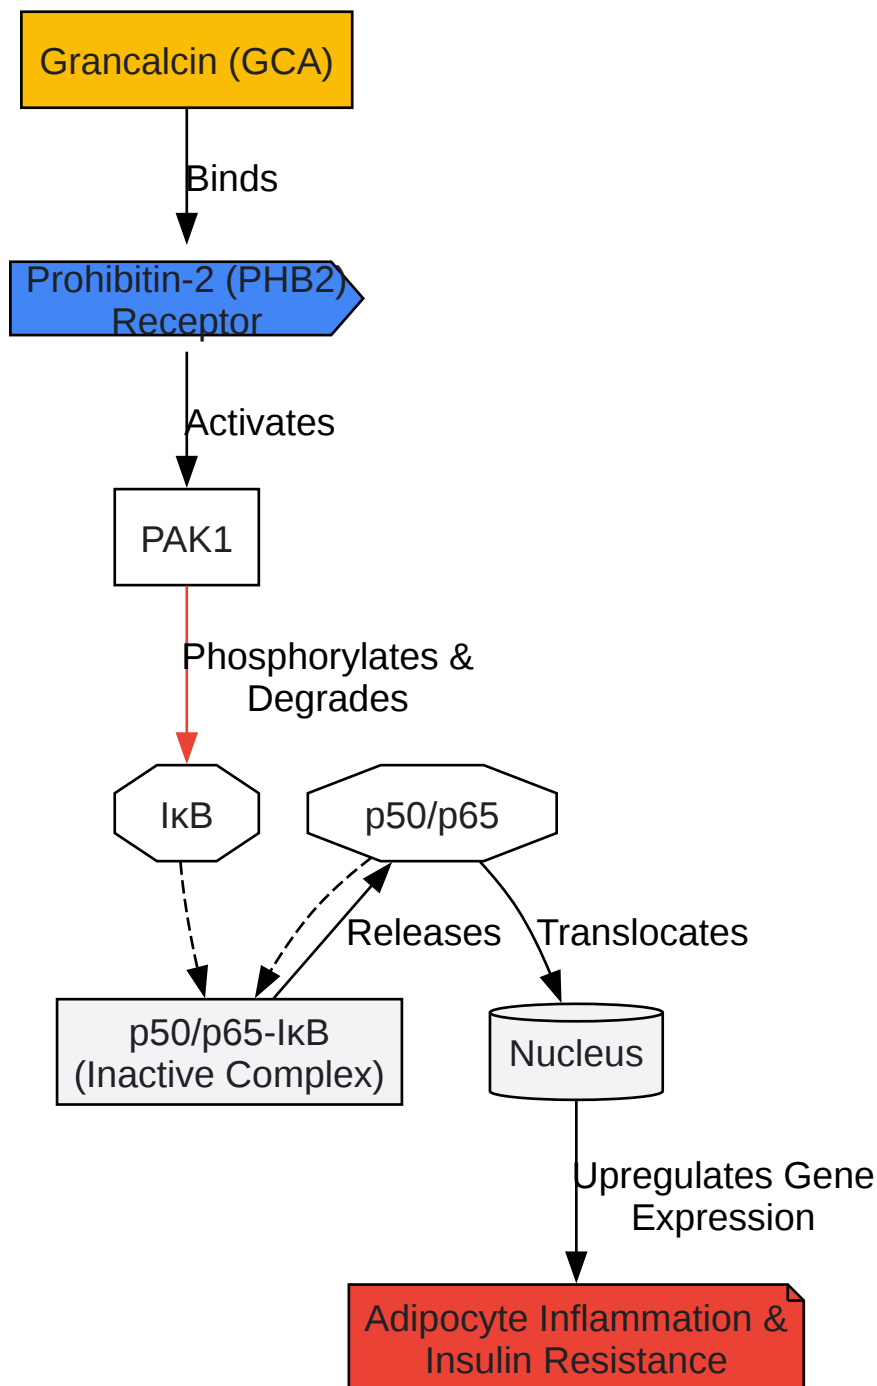 Grancalcin (GCA)
Binds
Prohibitin-2 (PHB2)
Receptor
Activates
PAK1
Phosphorylates &
Degrades
IκB
p50/p65
Releases
Translocates
p50/p65-IκB
(Inactive Complex)
Nucleus
Upregulates Gene
Expression
Adipocyte Inflammation &
Insulin Resistance